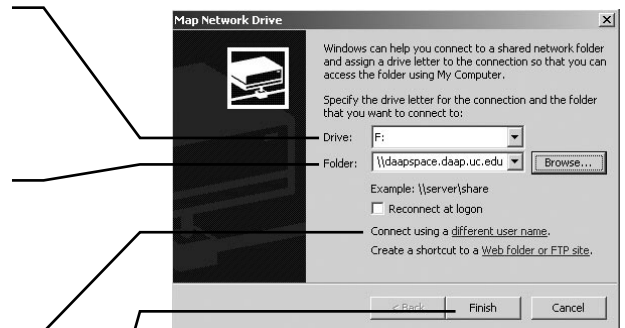 Map Network Drive
Windows can help you connect to a shared network folder
and assign a drive letter to the connection so that you can
access the folder using My Computer.
Specify the drive letter for the connection and the folder
that you want to connect to:
Drive:
F:
Folder:
\\daapspace.daap.uc.edu
Browse...
Example: \\server\share
Reconnect at logon
Connect using a different user name.
Create a shortcut to a Web folder or FTP site.
< Back
Finish
Cancel